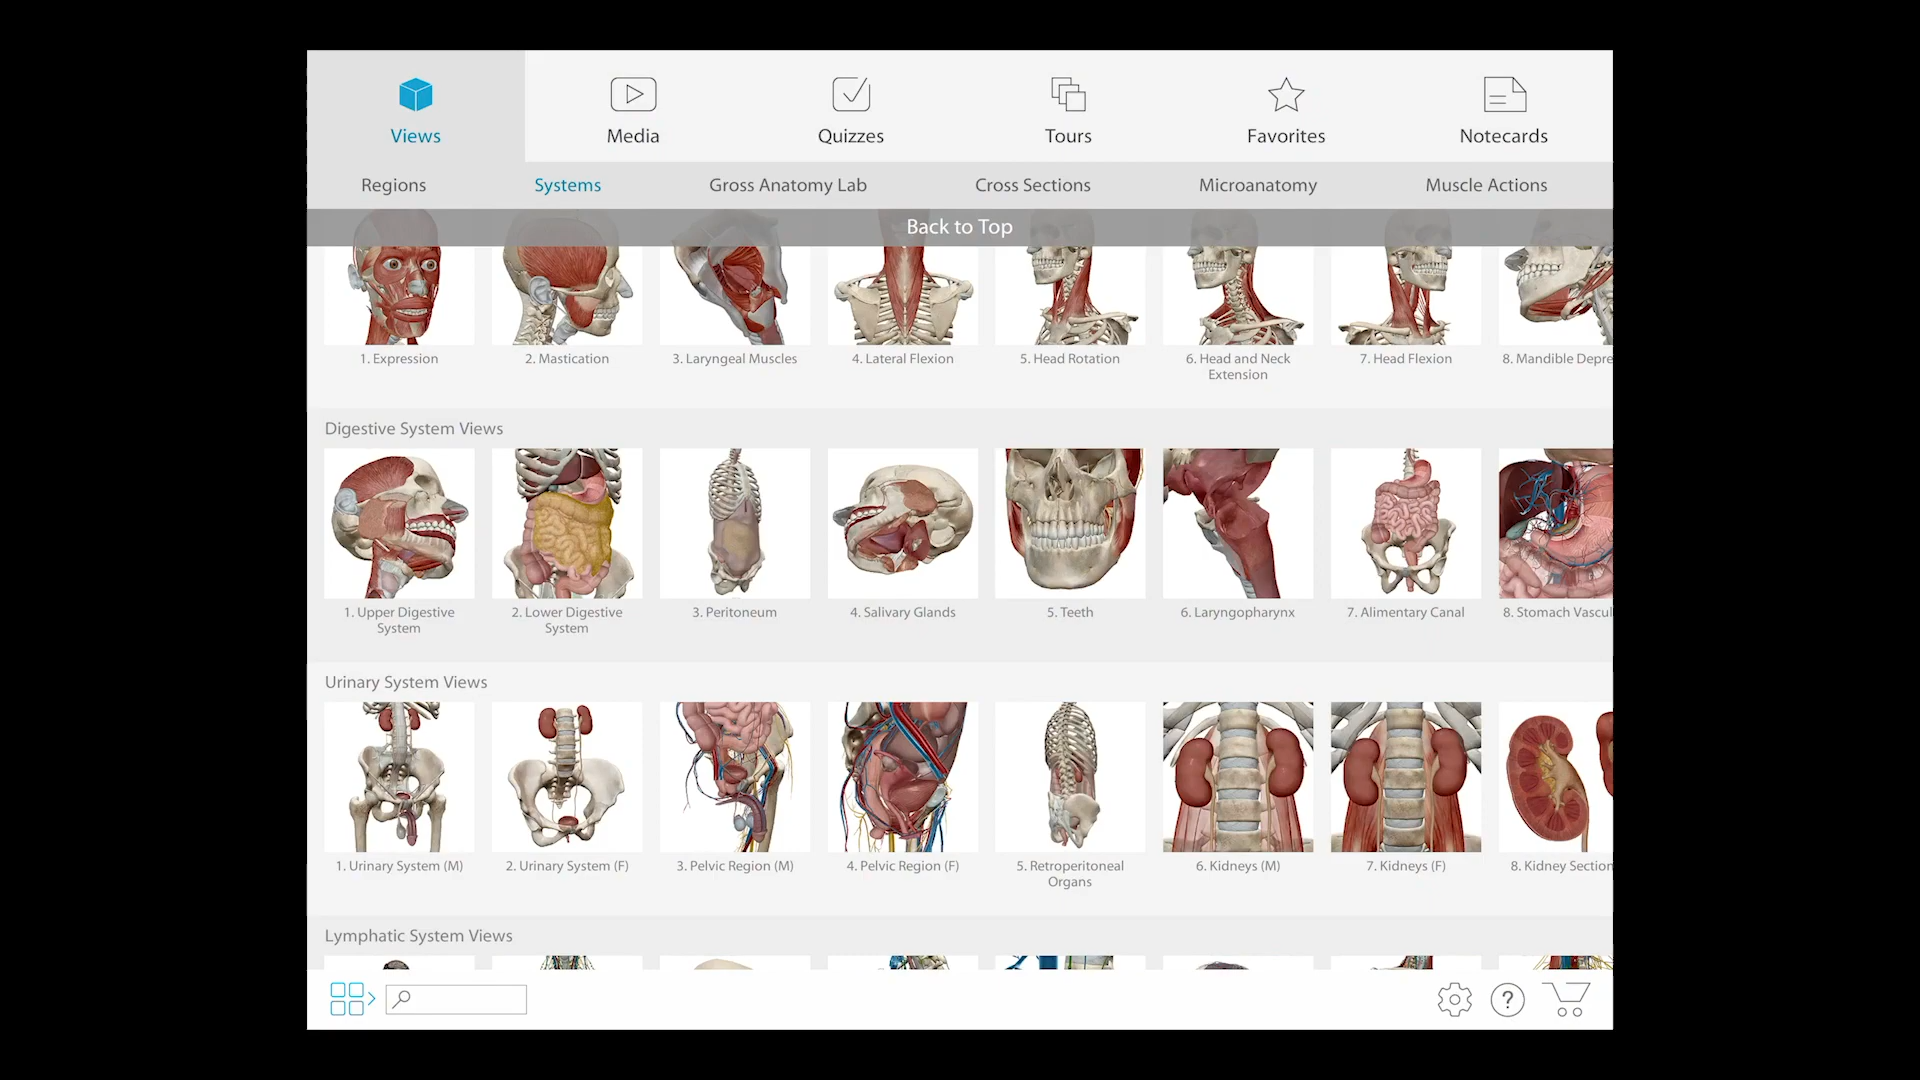 Views
Media
Quizzes
Tours
Favorites
Notecards
Regions
Systems
Gross Anatomy Lab
Cross Sections
Microanatomy
Muscle Actions
Back to Top
1. Expression
2. Mastication
3. Laryngeal Muscles
4. Lateral Flexion
5. Head Rotation
6. Head and Neck
Extension
7. Head Flexion
8. Mandible Depre
Digestive System Views
1. Upper Digestive
System
2. Lower Digestive
System
3. Peritoneum
4. Salivary Glands
5. Teeth
6. Laryngopharynx
7. Alimentary Canal
8. Stomach Vascul
Urinary System Views
1. Urinary System (M)
2. Urinary System (F)
3. Pelvic Region (M)
4. Pelvic Region (F)
5. Retroperitoneal
Organs
6. Kidneys (M)
7. Kidneys (F)
8. Kidney Section
Lymphatic System Views
?